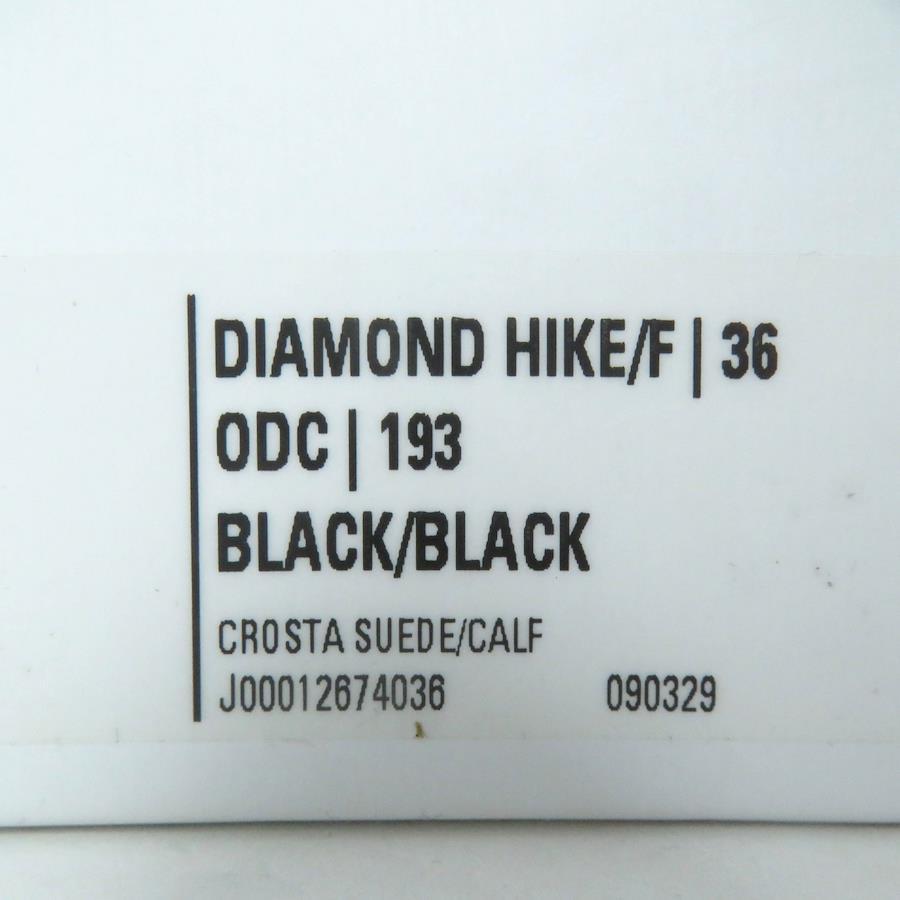 DIAMOND HIKE/F | 36
ODC | 193
BLACK/BLACK
CROSTA SUEDE/CALF
J00012674036 090329